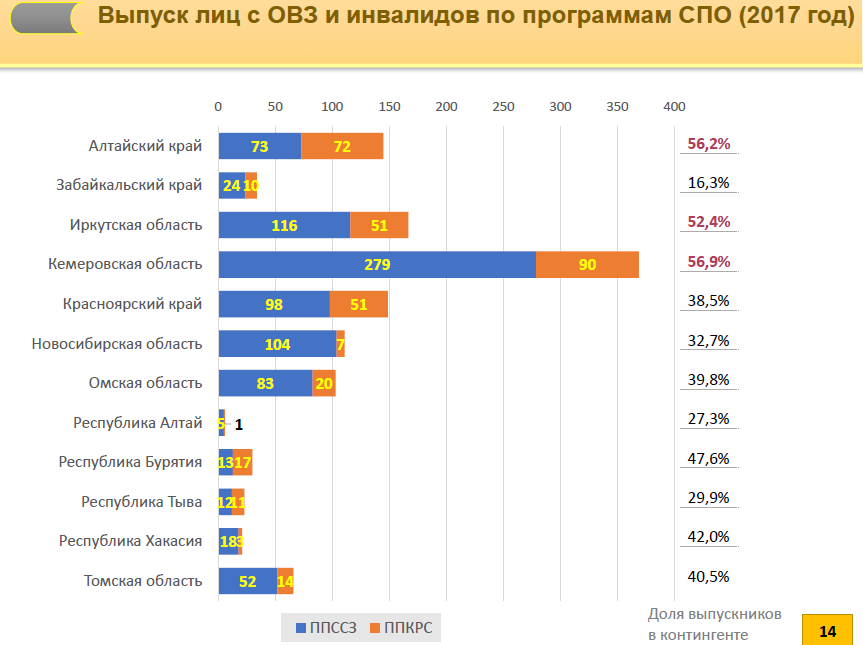 Выпуск лиц с ОВЗ и инвалидов по программам СПО (2017 год)
0 50 100 150 200 250 300 350 400
Алтайский край 73 72 56,2%
Забайкальский край 24 10 16,3%
Иркутская область 116 51 52,4%
Кемеровская область 279 90 56,9%
Красноярский край 98 51 38,5%
Новосибирская область 104 7 32,7%
Омская область 83 20 39,8%
Республика Алтай 5 1 27,3%
Республика Бурятия 13 17 47,6%
Республика Тыва 12 11 29,9%
Республика Хакасия 18 3 42,0%
Томская область 52 14 40,5%
ППССЗ ППКРС
Доля выпускников
в контингенте
14